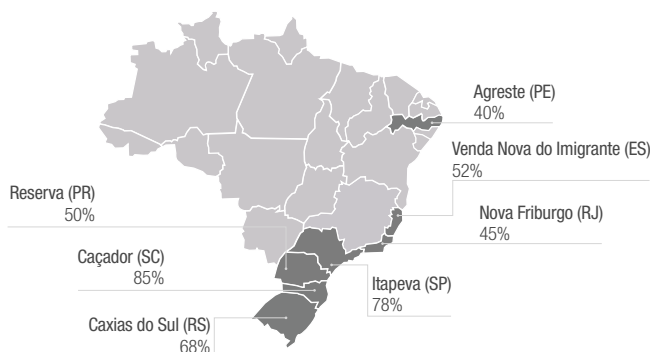 Agreste (PE)
40%
Venda Nova do Imigrante (ES)
52%
Reserva (PR)
50%
Nova Friburgo (RJ)
45%
Caçador (SC)
85%
Itapeva (SP)
78%
Caxias do Sul (RS)
68%